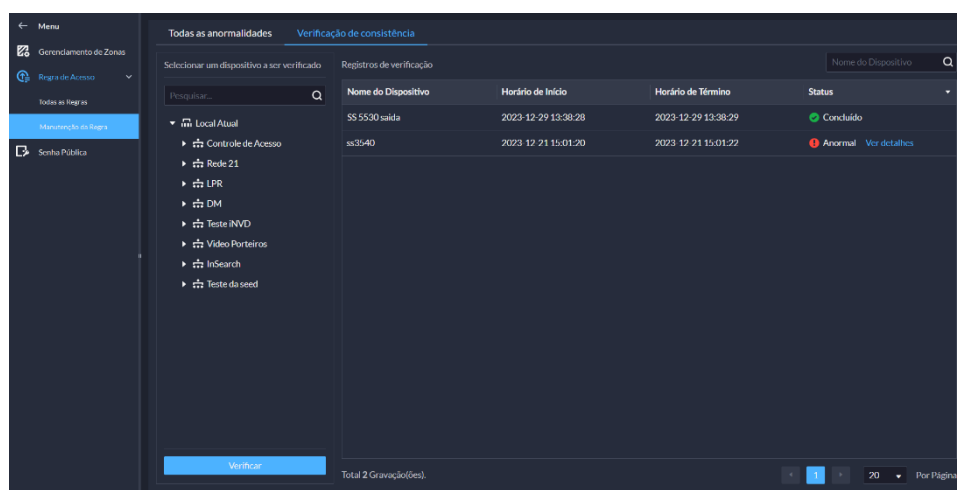 Menu
Gerenciamento de Zonas
Regra de Acesso
Todas as Regras
Manutenção da Regra
Senha Pública
Todas as anormalidades
Verificação de consistência
Selecionar um dispositivo a ser verificado
Pesquisar...
Local Atual
Controle de Acesso
Rede 21
LPR
DM
Teste iNVD
Video Porteiros
InSearch
Teste da seed
Verificar
Registros de verificação
Nome do Dispositivo
Nome do Dispositivo Horário de Início Horário de Término Status
SS 5530 saida 2023-12-29 13:38:28 2023-12-29 13:38:29 Concluído
ss3540 2023-12-21 15:01:20 2023-12-21 15:01:22 Anormal Ver detalhes
Total 2 Gravação(ões).
1 20 Por Página